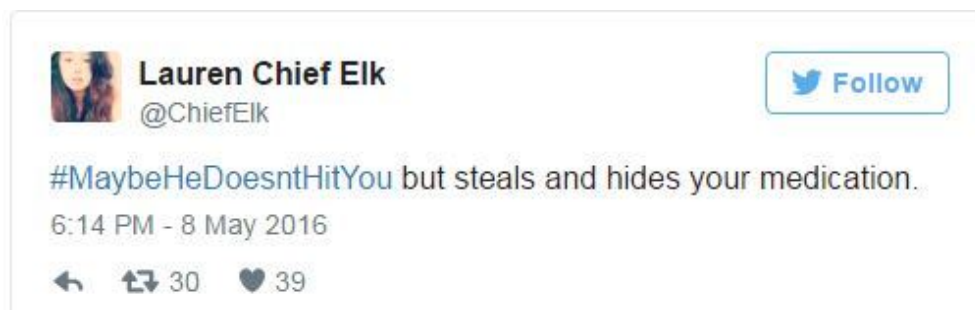 Lauren Chief Elk
Follow
@ChiefElk
#MaybeHeDoesntHitYou but steals and hides your medication.
6:14 PM - 8 May 2016
30 39